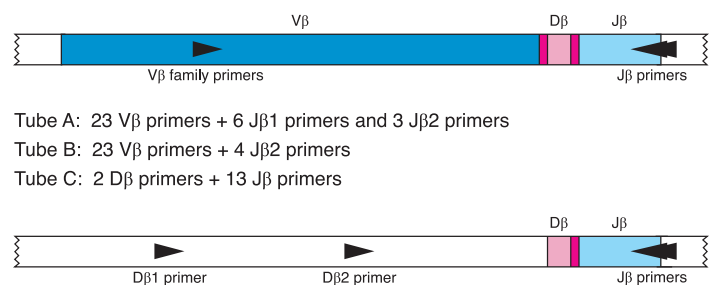 Vβ Dβ Jβ
Vβ family primers Jβ primers
Tube A: 23 Vβ primers + 6 Jβ1 primers and 3 Jβ2 primers
Tube B: 23 Vβ primers + 4 Jβ2 primers
Tube C: 2 Dβ primers + 13 Jβ primers
Dβ Jβ
Dβ1 primer Dβ2 primer Jβ primers